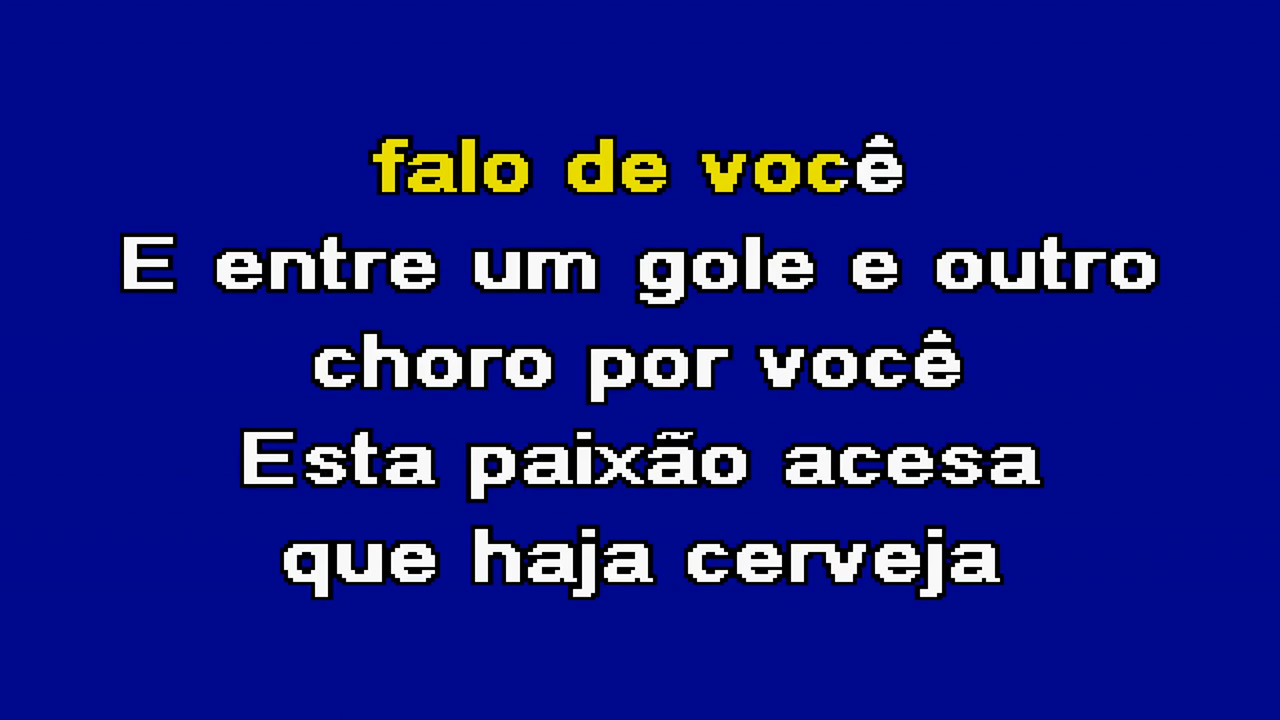 falo de você
E entre um gole e outro
choro por você
Esta paixão acesa
que haja cerveja